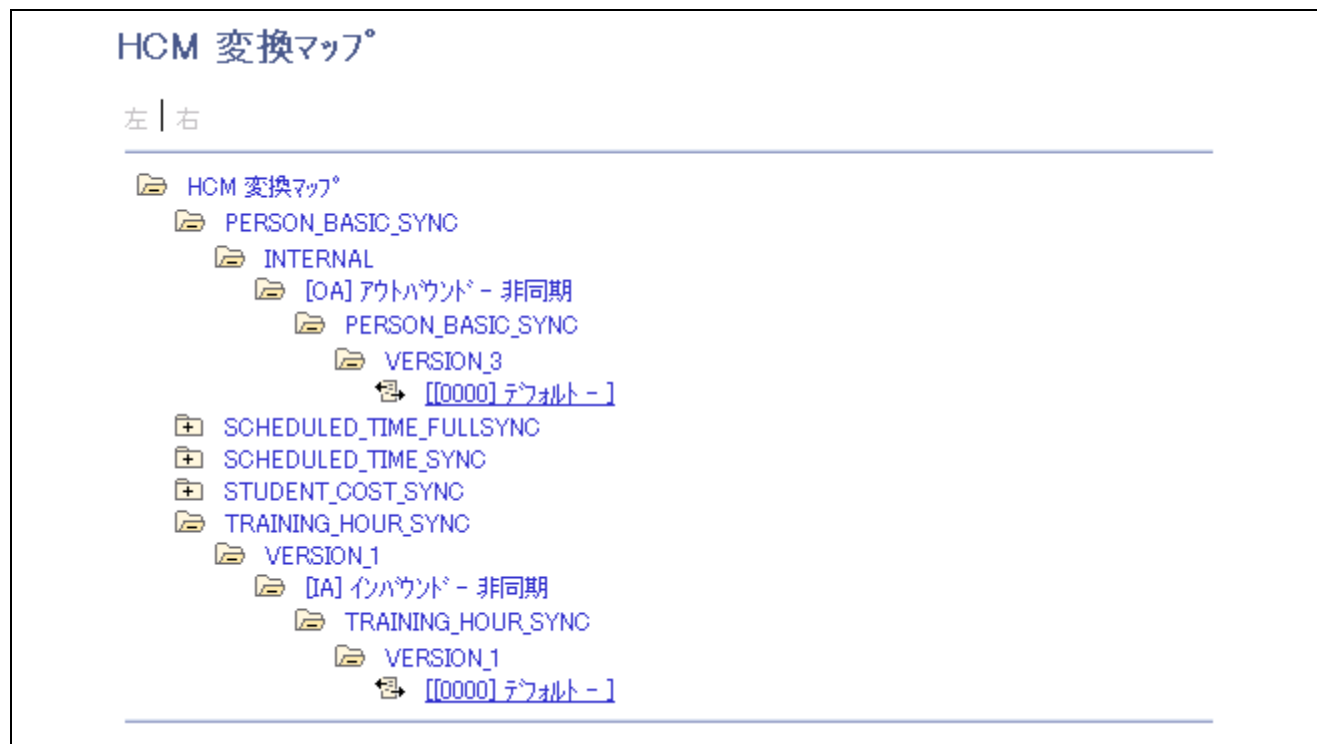 HCM 変換ﾏｯﾌﾟ
左 | 右
HCM 変換ﾏｯﾌﾟ
PERSON_BASIC_SYNC
INTERNAL
[OA] ｱｳﾄﾊﾞｳﾝﾄﾞ - 非同期
PERSON_BASIC_SYNC
VERSION_3
[[0000] ﾃﾞﾌｫﾙﾄ - ]
SCHEDULED_TIME_FULLSYNC
SCHEDULED_TIME_SYNC
STUDENT_COST_SYNC
TRAINING_HOUR_SYNC
VERSION_1
[IA] ｲﾝﾊﾞｳﾝﾄﾞ - 非同期
TRAINING_HOUR_SYNC
VERSION_1
[[0000] ﾃﾞﾌｫﾙﾄ - ]